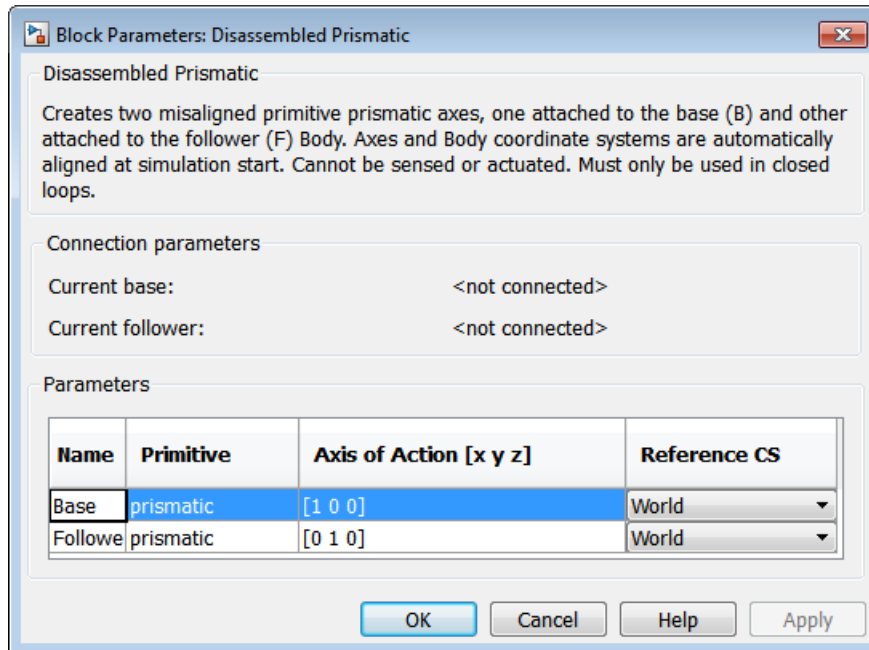 Block Parameters: Disassembled Prismatic
Disassembled Prismatic
Creates two misaligned primitive prismatic axes, one attached to the base (B) and other
attached to the follower (F) Body. Axes and Body coordinate systems are automatically
aligned at simulation start. Cannot be sensed or actuated. Must only be used in closed
loops.
Connection parameters
Current base: <not connected>
Current follower: <not connected>
Parameters
Name Primitive Axis of Action [x y z] Reference CS
Base prismatic [1 0 0] World
Followe prismatic [0 1 0] World
OK Cancel Help Apply